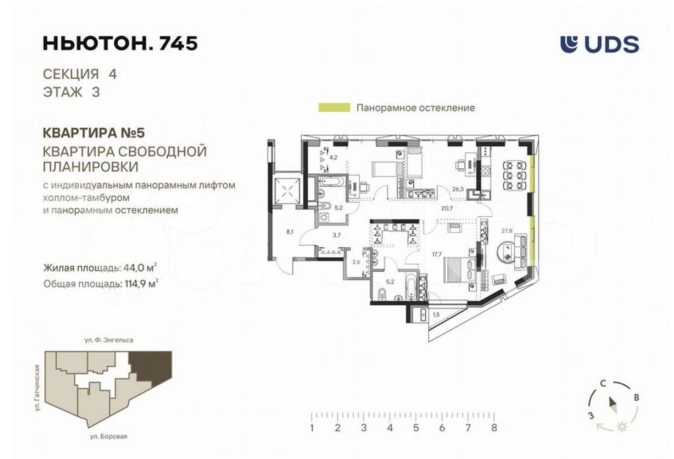 НЬЮТОН. 745
UDS
СЕКЦИЯ 4
ЭТАЖ 3
Панорамное остекление
КВАРТИРА №5
КВАРТИРА СВОБОДНОЙ
ПЛАНИРОВКИ
с индивидуальным панорамным лифтом
холлом-тамбуром
и панорамным остеклением
Жилая площадь: 44,0 м²
Общая площадь: 114,9 м²
4,2
26,3
5,2
20,7
8,1
3,7
27,8
2,6
17,7
5,2
1,5
ул. Ф. Энгельса
ул. Гатчинская
ул. Боровая
1 2 3 4 5 6 7 8
С
В
З